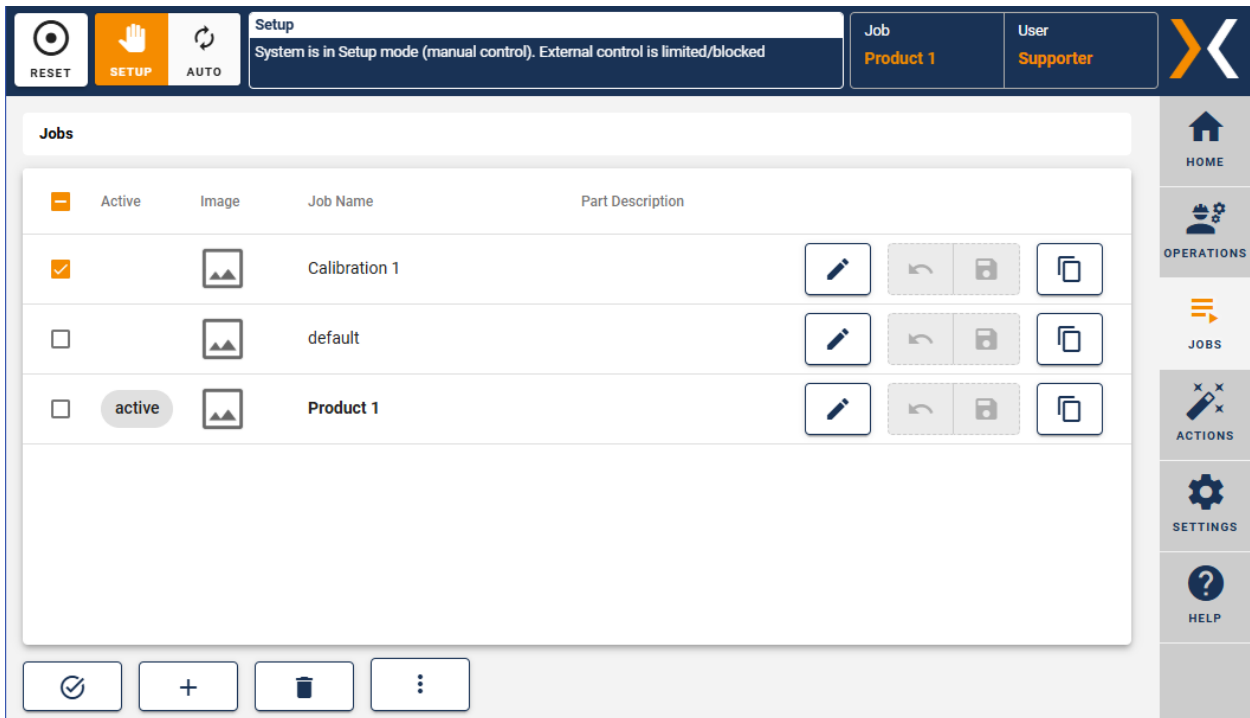 RESET
SETUP
AUTO
Setup
System is in Setup mode (manual control). External control is limited/blocked
Job
Product 1
User
Supporter
Jobs
Active
Image
Job Name
Part Description
Calibration 1
default
active
Product 1
HOME
OPERATIONS
JOBS
ACTIONS
SETTINGS
HELP